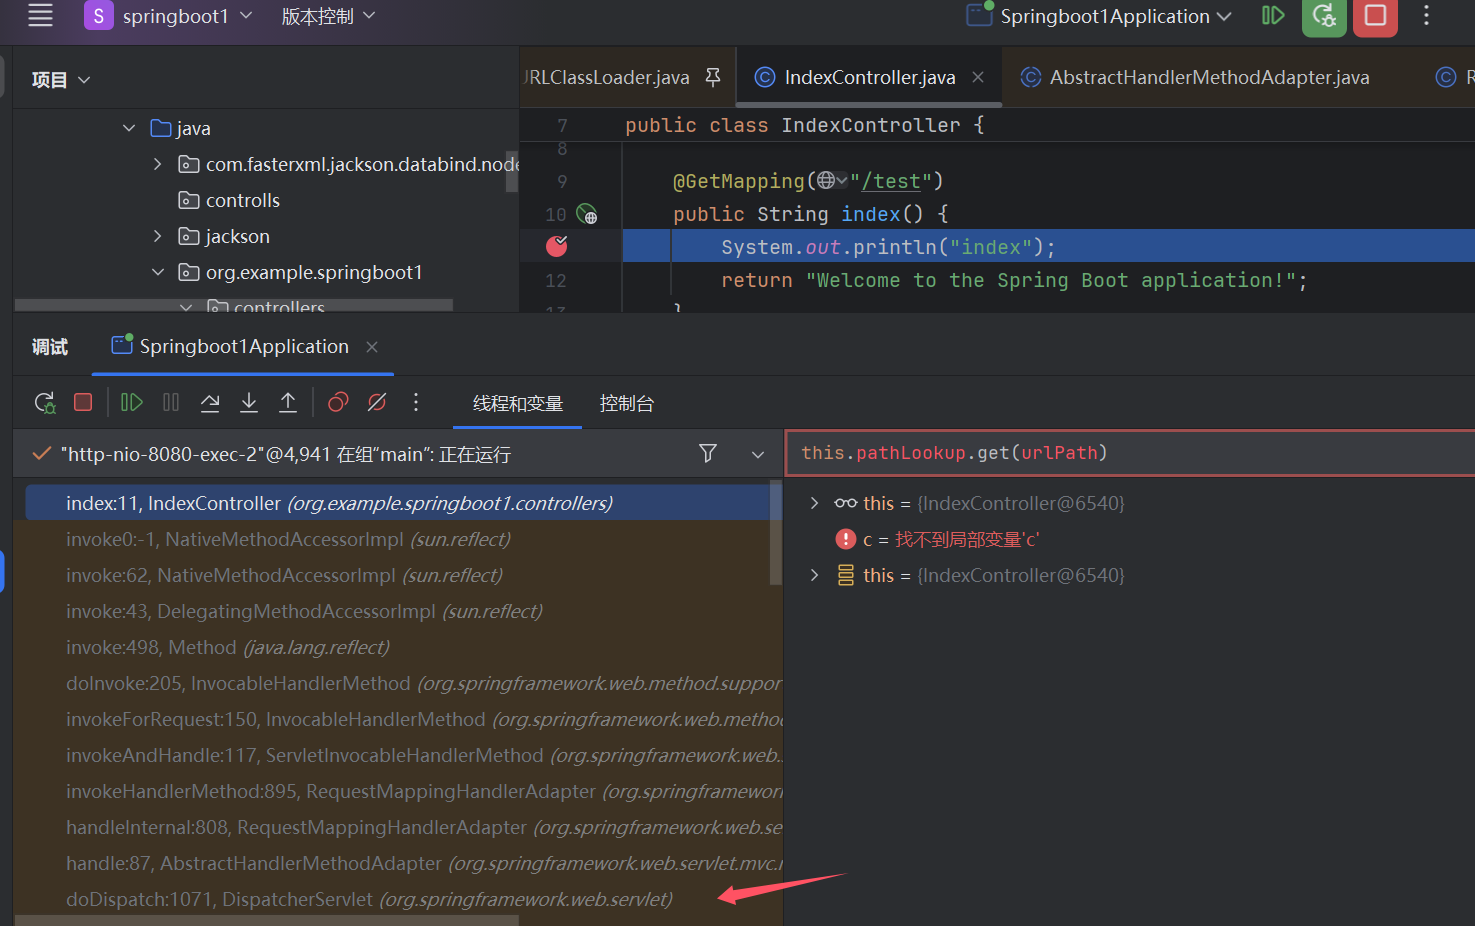 S springboot1 版本控制 Springboot1Application
项目
java
com.fasterxml.jackson.databind.node
controlls
jackson
org.example.springboot1
controllers
URLClassLoader.java IndexController.java AbstractHandlerMethodAdapter.java R
7 public class IndexController {
8
9 @GetMapping("/test")
10 public String index() {
System.out.println("index");
12 return "Welcome to the Spring Boot application!";
13 }
调试 Springboot1Application
线程和变量 控制台
"http-nio-8080-exec-2"@4,941 在组"main": 正在运行
index:11, IndexController (org.example.springboot1.controllers)
invoke0:-1, NativeMethodAccessorImpl (sun.reflect)
invoke:62, NativeMethodAccessorImpl (sun.reflect)
invoke:43, DelegatingMethodAccessorImpl (sun.reflect)
invoke:498, Method (java.lang.reflect)
doInvoke:205, InvocableHandlerMethod (org.springframework.web.method.suppor
invokeForRequest:150, InvocableHandlerMethod (org.springframework.web.metho
invokeAndHandle:117, ServletInvocableHandlerMethod (org.springframework.web.
invokeHandlerMethod:895, RequestMappingHandlerAdapter (org.springframework
handleInternal:808, RequestMappingHandlerAdapter (org.springframework.web.se
handle:87, AbstractHandlerMethodAdapter (org.springframework.web.servlet.mvc.
doDispatch:1071, DispatcherServlet (org.springframework.web.servlet)
this.pathLookup.get(urlPath)
this = {IndexController@6540}
c = 找不到局部变量'c'
this = {IndexController@6540}